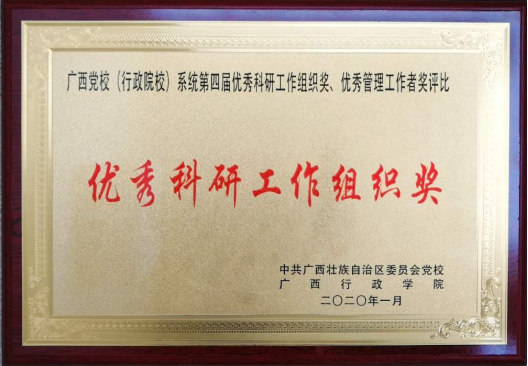 广西党校（行政院校）系统第四届优秀科研工作组织奖、优秀管理工作者奖评比
优秀科研工作组织奖
中共广西壮族自治区委员会党校
广西行政学院
二〇二〇年一月